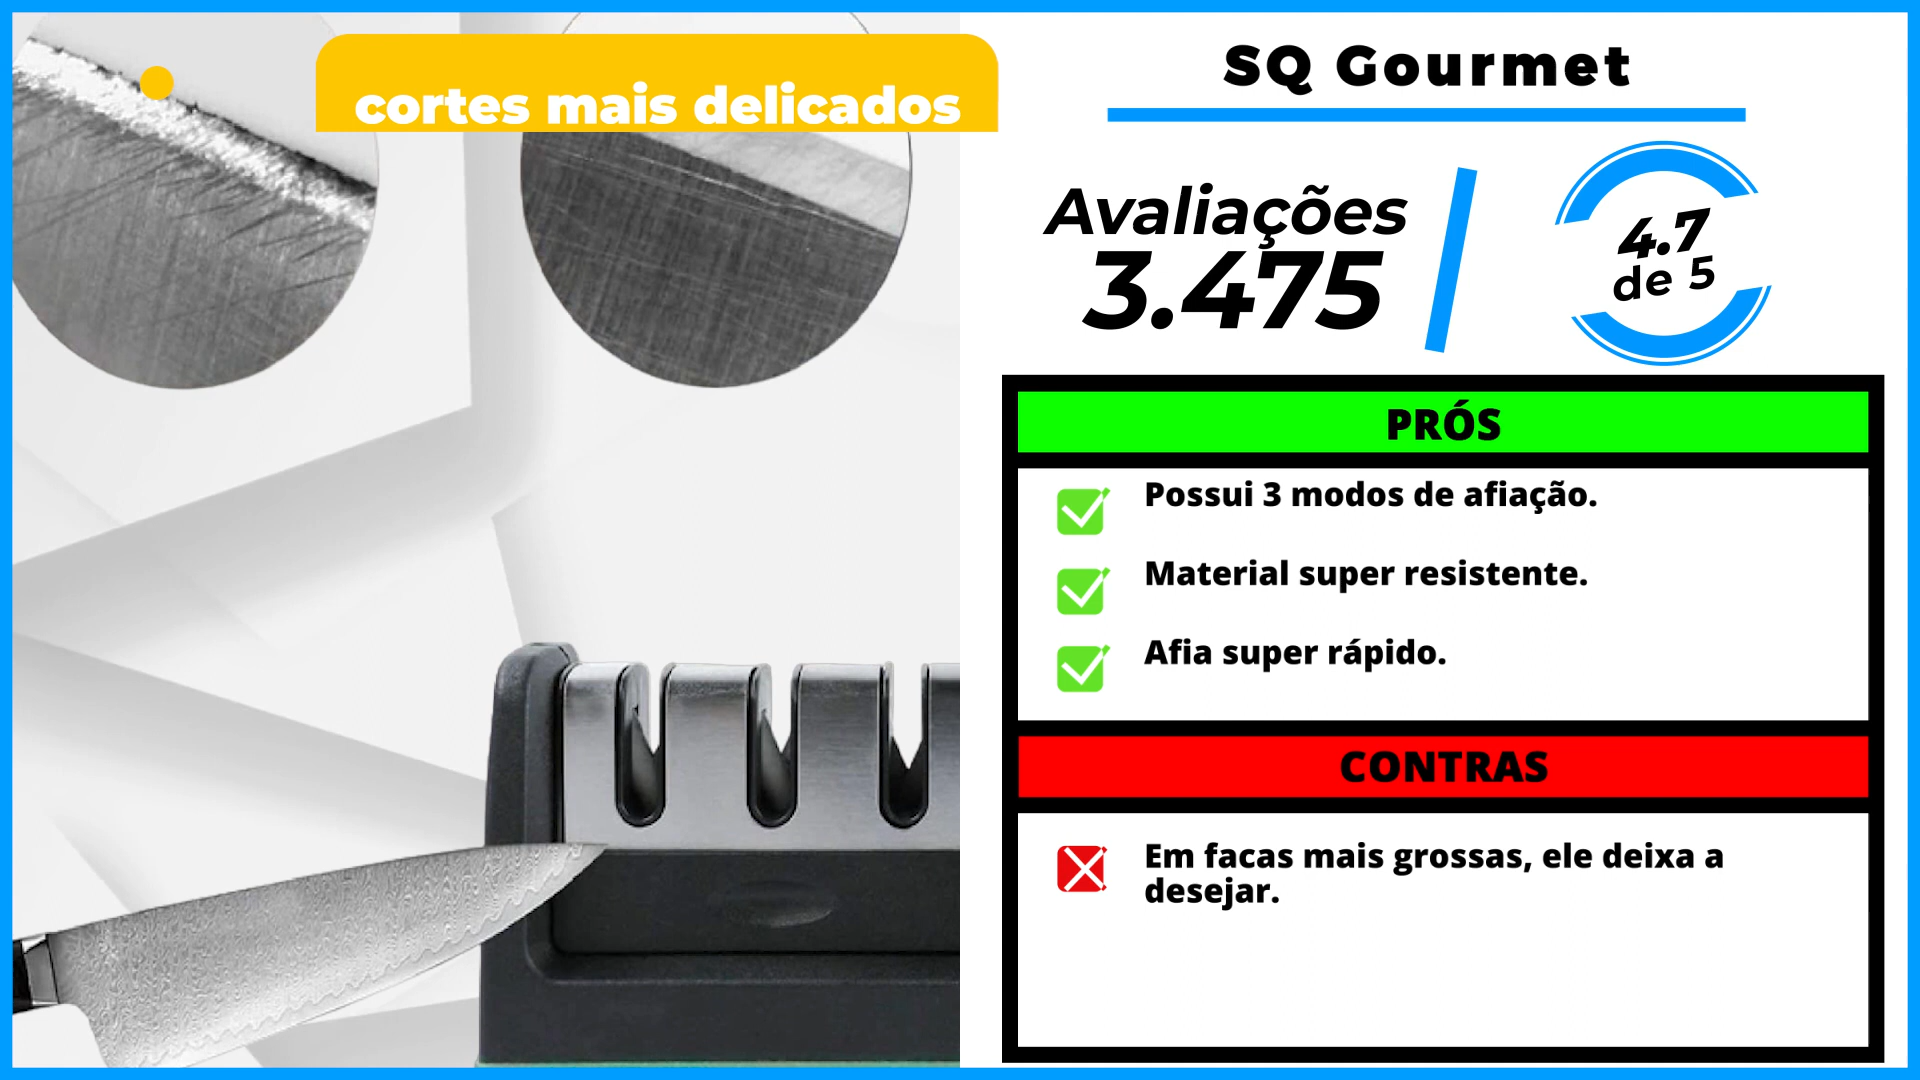 cortes mais delicados
SQ Gourmet
Avaliações
3.475
4.7
de 5
PRÓS
Possui 3 modos de afiação.
Material super resistente.
Afia super rápido.
CONTRAS
Em facas mais grossas, ele deixa a
desejar.